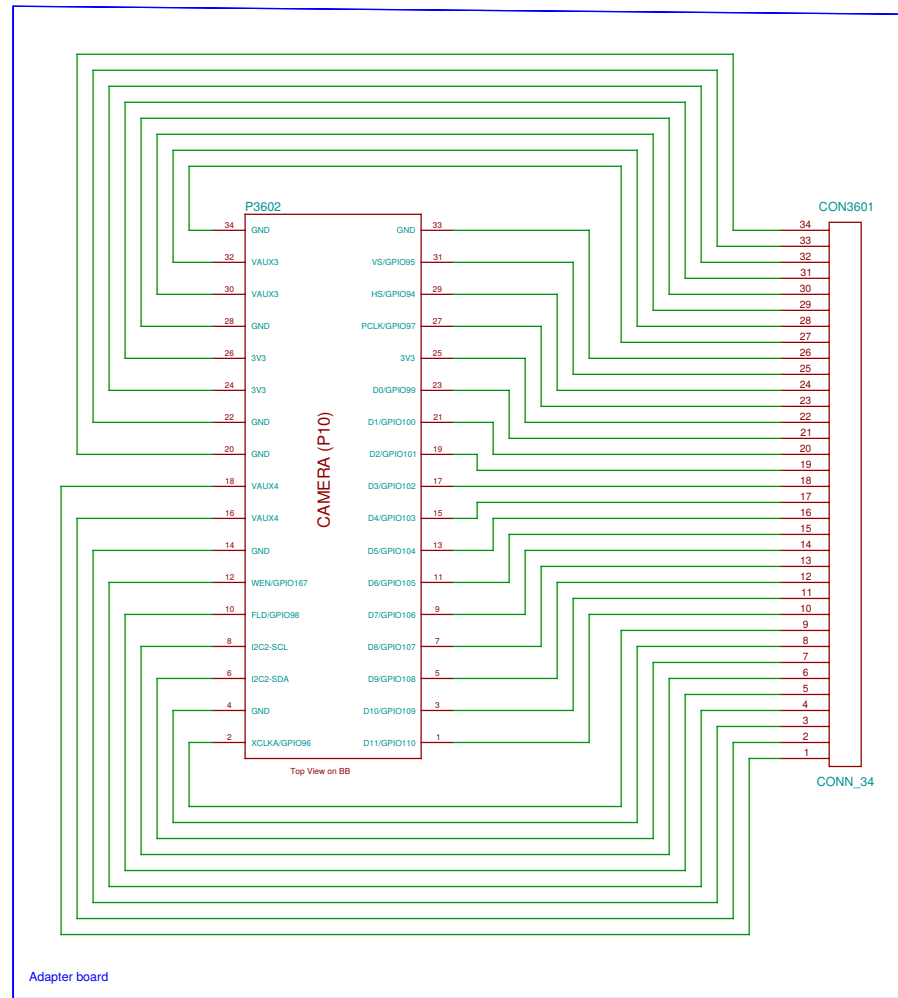 P3602
CON3601
34 GND GND 33
32 VAUX3 VS/GPIO95 31
30 VAUX3 HS/GPIO94 29
28 GND PCLK/GPIO97 27
26 3V3 3V3 25
24 3V3 D0/GPIO99 23
22 GND D1/GPIO100 21
20 GND D2/GPIO101 19
18 VAUX4 D3/GPIO102 17
16 VAUX4 D4/GPIO103 15
14 GND D5/GPIO104 13
12 WEN/GPIO167 D6/GPIO105 11
10 FLD/GPIO98 D7/GPIO106 9
8 I2C2-SCL D8/GPIO107 7
6 I2C2-SDA D9/GPIO108 5
4 GND D10/GPIO109 3
2 XCLKA/GPIO96 D11/GPIO110 1
CAMERA (P10)
Top View on BB
34
33
32
31
30
29
28
27
26
25
24
23
22
21
20
19
18
17
16
15
14
13
12
11
10
9
8
7
6
5
4
3
2
1
CONN_34
Adapter board